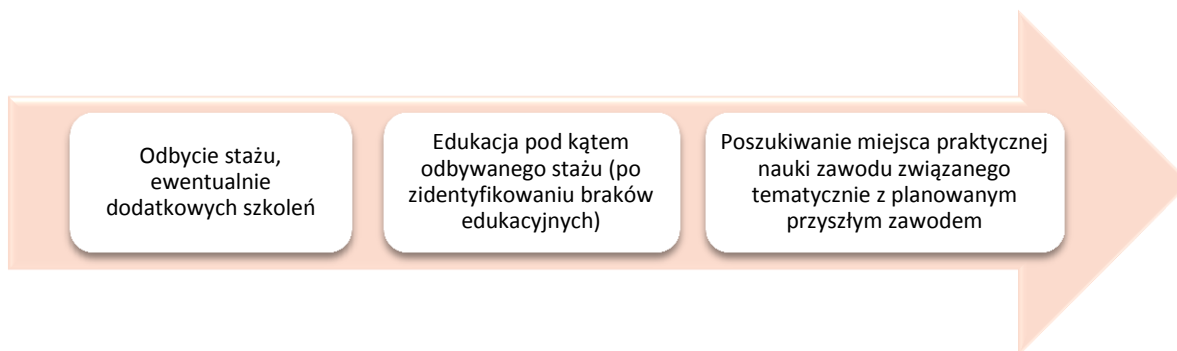 Odbycie stażu,
ewentualnie
dodatkowych szkoleń
Edukacja pod kątem
odbywanego stażu (po
zidentyfikowaniu braków
edukacyjnych)
Poszukiwanie miejsca praktycznej
nauki zawodu związanego
tematycznie z planowanym
przyszłym zawodem